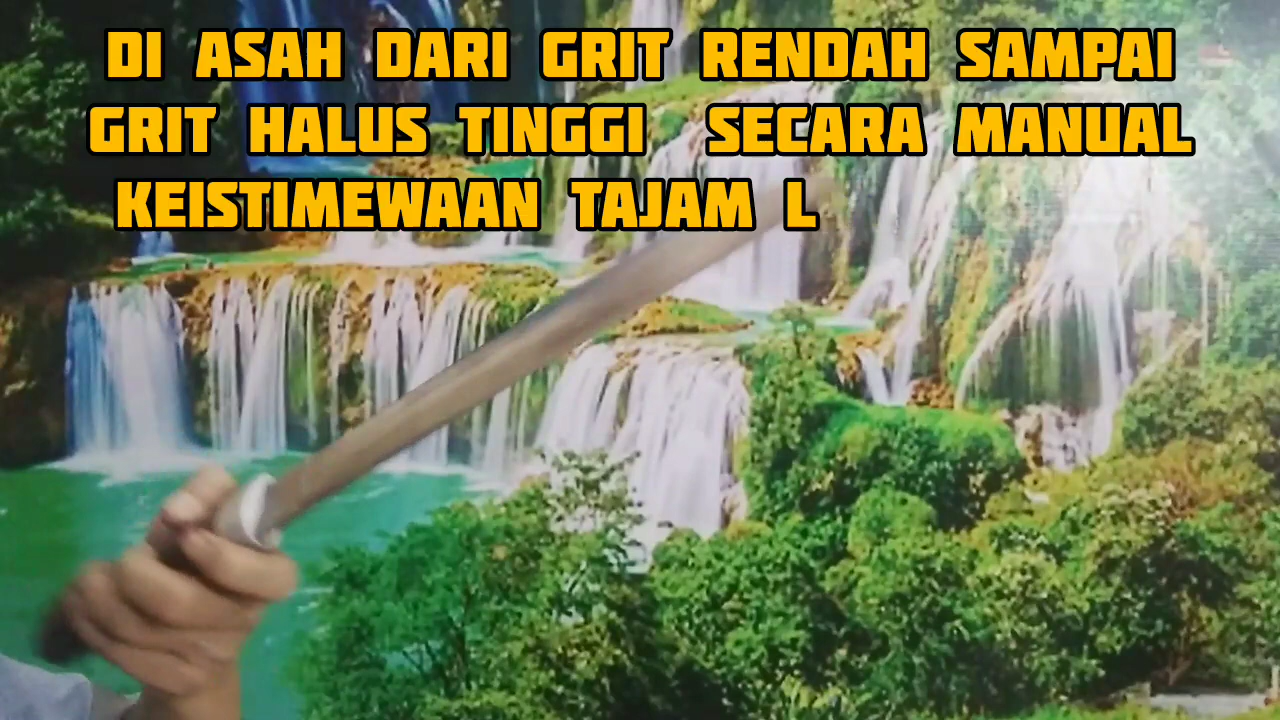 DI ASAH DARI GRIT RENDAH SAMPAI
GRIT HALUS TINGGI SECARA MANUAL
KEISTIMEWAAN TAJAM L